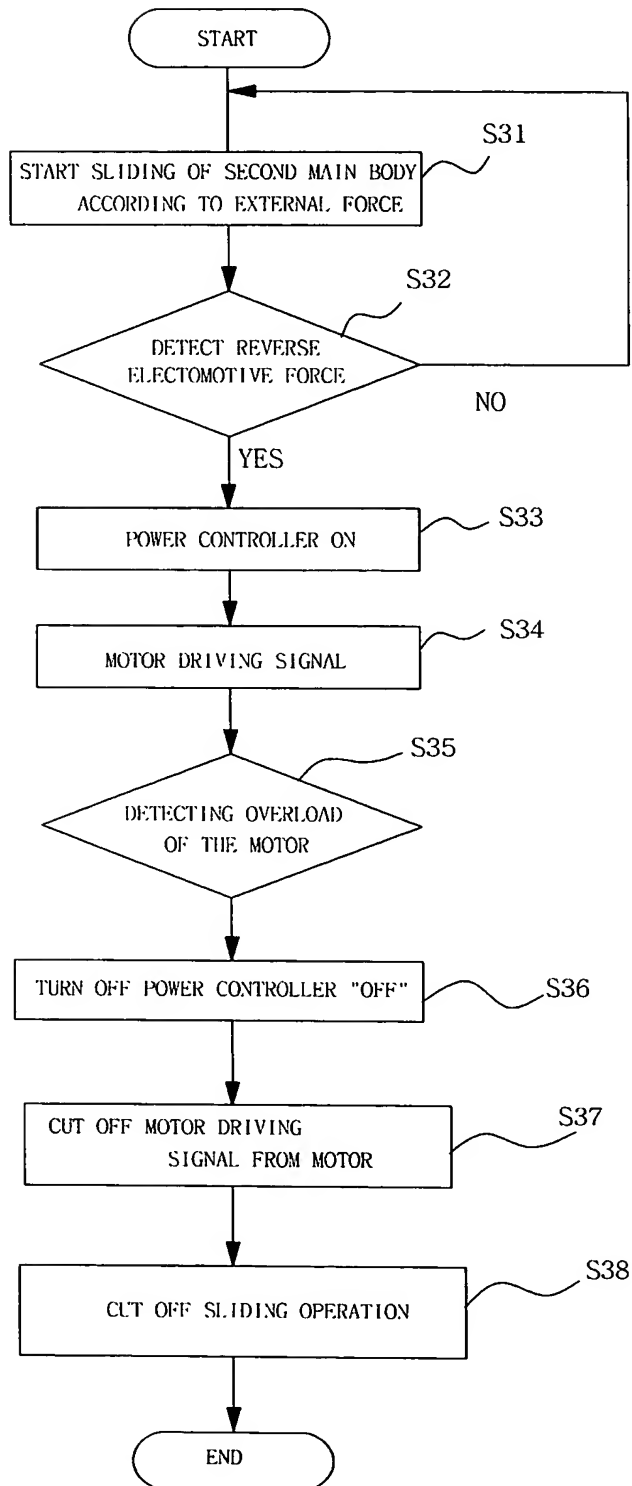 START
S31
START SLIDING OF SECOND MAIN BODY
ACCORDING TO EXTERNAL FORCE
S32
DETECT REVERSE
ELECTOMOTIVE FORCE
NO
YES
S33
POWER CONTROLLER ON
S34
MOTOR DRIVING SIGNAL
S35
DETECTING OVERLOAD
OF THE MOTOR
TURN OFF POWER CONTROLLER "OFF"
S36
CUT OFF MOTOR DRIVING
SIGNAL FROM MOTOR
S37
S38
CUT OFF SLIDING OPERATION
END